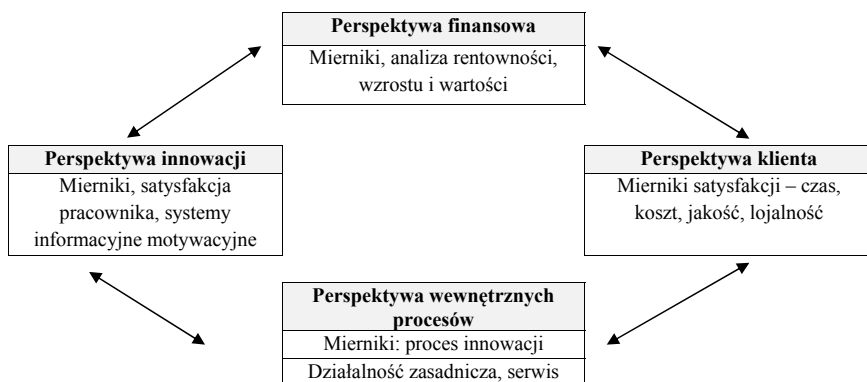 Perspektywa finansowa
Mierniki, analiza rentowności,
wzrostu i wartości
Perspektywa innowacji
Mierniki, satysfakcja
pracownika, systemy
informacyjne motywacyjne
Perspektywa klienta
Mierniki satysfakcji – czas,
koszt, jakość, lojalność
Perspektywa wewnętrznych
procesów
Mierniki: proces innowacji
Działalność zasadnicza, serwis